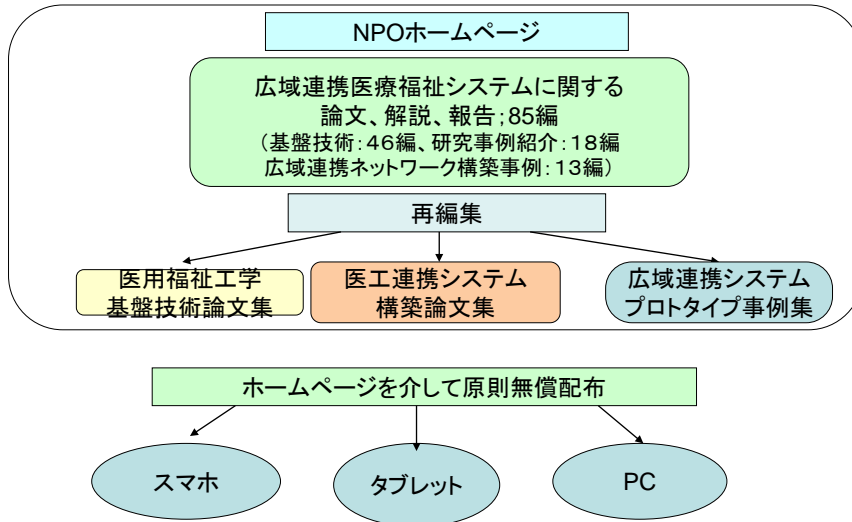 NPOホームページ
広域連携医療福祉システムに関する
論文、解説、報告;85編
(基盤技術:46編、研究事例紹介:18編
広域連携ネットワーク構築事例:13編)
再編集
医用福祉工学
基盤技術論文集
医工連携システム
構築論文集
広域連携システム
プロトタイプ事例集
ホームページを介して原則無償配布
スマホ
タブレット
PC